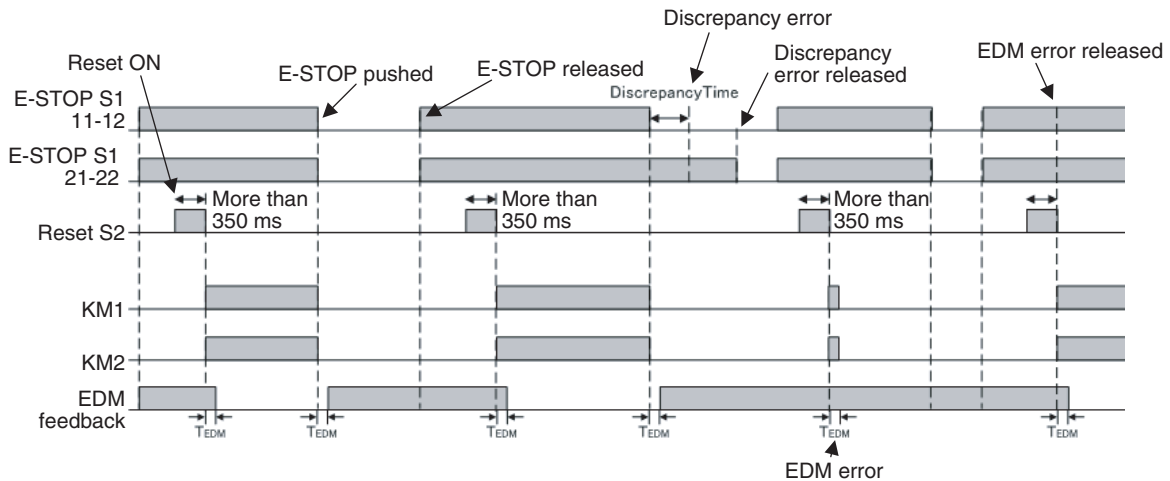 Discrepancy error
Reset ON
E-STOP pushed
E-STOP released
Discrepancy
error released
EDM error released
DiscrepancyTime
E-STOP S1
11-12
E-STOP S1
21-22
More than
350 ms
More than
350 ms
More than
350 ms
Reset S2
KM1
KM2
EDM
feedback
TEDM
TEDM
TEDM
TEDM
TEDM
TEDM
EDM error